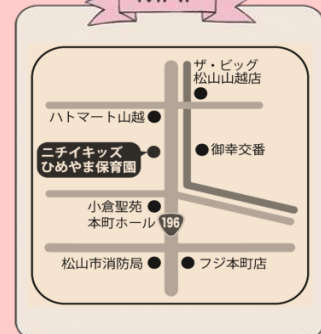 ザ・ビッグ
松山山越店
ハトマート山越
ニチイキッズ
ひめやま保育園
御幸交番
小倉聖苑
本町ホール
196
松山市消防局
フジ本町店